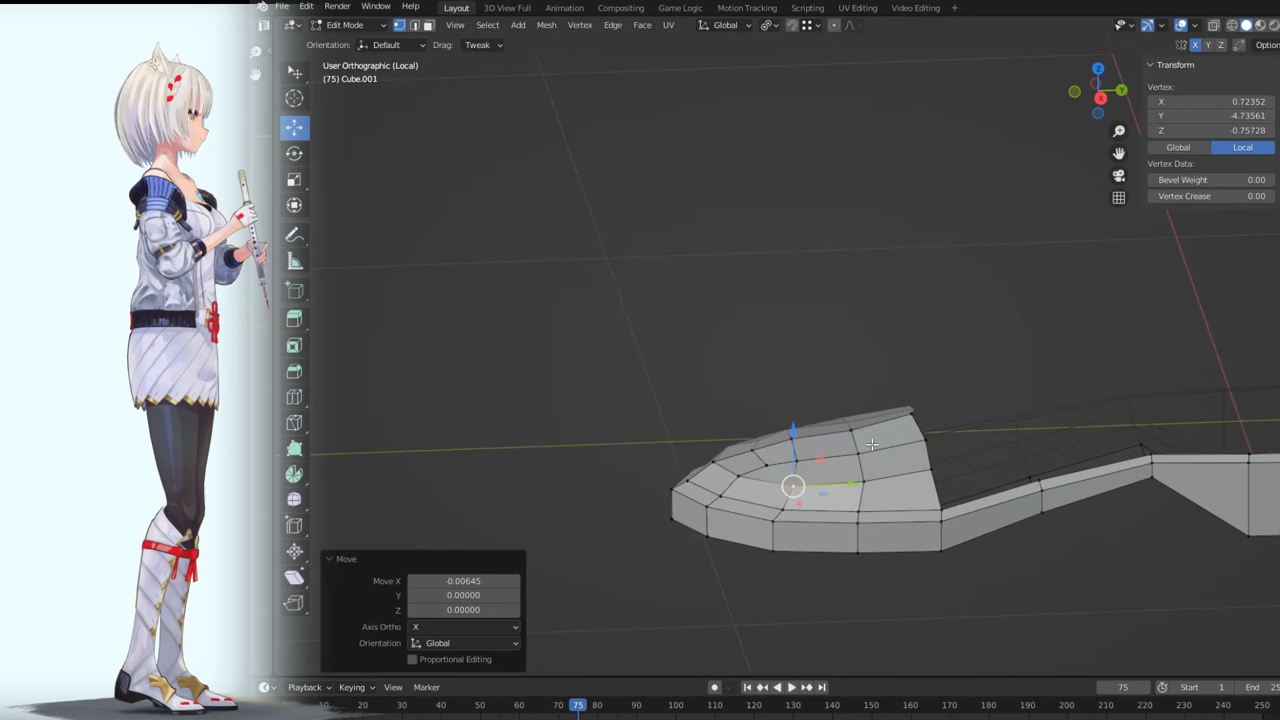 File Edit Render Window Help Layout 3D View Full Animation Compositing Game Logic Motion Tracking Scripting UV Editing Video Editing +
Edit Mode View Select Add Mesh Vertex Edge Face UV Global
Orientation: Default Drag: Tweak X Y Z Optio
User Orthographic (Local)
(75) Cube.001
Z
Y
X
Transform
Vertex:
X 0.72352
Y -4.73561
Z -0.75728
Global Local
Vertex Data:
Bevel Weight 0.00
Vertex Crease 0.00
Move
Move X -0.00645
Y 0.00000
Z 0.00000
Axis Ortho X
Orientation Global
Proportional Editing
Playback Keying View Marker 75 Start 1 End 25
10 20 30 40 50 60 70 75 80 90 100 110 120 130 140 150 160 170 180 190 200 210 220 230 240 250